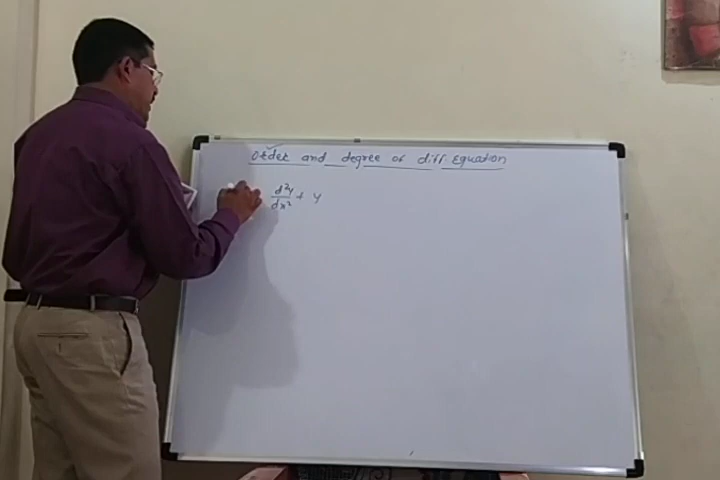 Order and degree of diff Equation
d²y/dx² + y